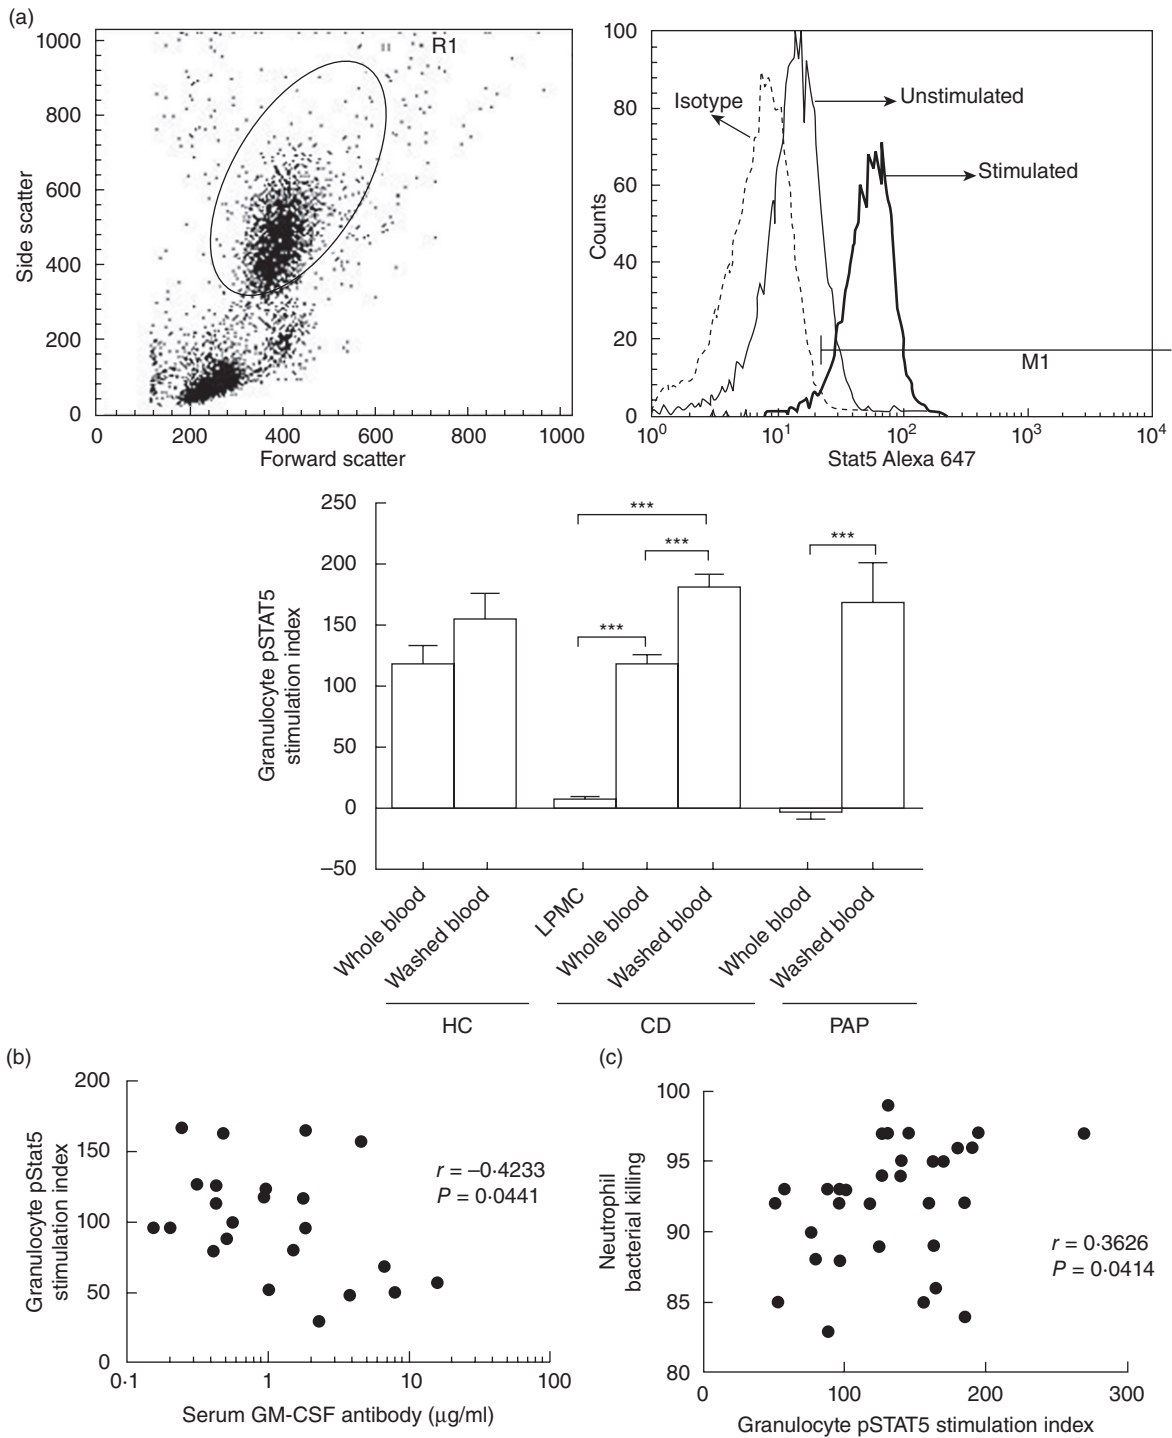 (a)
1000
800
600
400
200
0
Side scatter
R1
0 200 400 600 800 1000
Forward scatter
100
80
60
40
20
0
Counts
Isotype
Unstimulated
Stimulated
M1
10⁰ 10¹ 10² 10³ 10⁴
Stat5 Alexa 647
250
200
150
100
50
0
–50
Granulocyte pSTAT5
stimulation index
***
***
***
***
Whole blood
Washed blood
LPMC
Whole blood
Washed blood
Whole blood
Washed blood
HC CD PAP
(b)
200
150
100
50
0
Granulocyte pStat5
stimulation index
r = –0·4233
P = 0·0441
0·1 1 10 100
Serum GM-CSF antibody (μg/ml)
(c)
100
95
90
85
80
Neutrophil
bacterial killing
r = 0·3626
P = 0·0414
0 100 200 300
Granulocyte pSTAT5 stimulation index